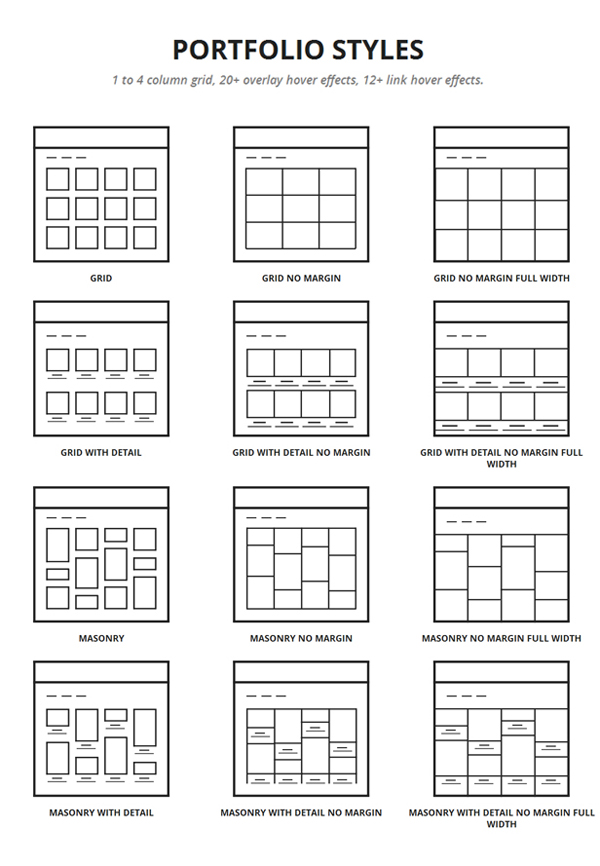 PORTFOLIO STYLES
1 to 4 column grid, 20+ overlay hover effects, 12+ link hover effects.
GRID
GRID NO MARGIN
GRID NO MARGIN FULL WIDTH
GRID WITH DETAIL
GRID WITH DETAIL NO MARGIN
GRID WITH DETAIL NO MARGIN FULL
WIDTH
MASONRY
MASONRY NO MARGIN
MASONRY NO MARGIN FULL WIDTH
MASONRY WITH DETAIL
MASONRY WITH DETAIL NO MARGIN
MASONRY WITH DETAIL NO MARGIN FULL
WIDTH